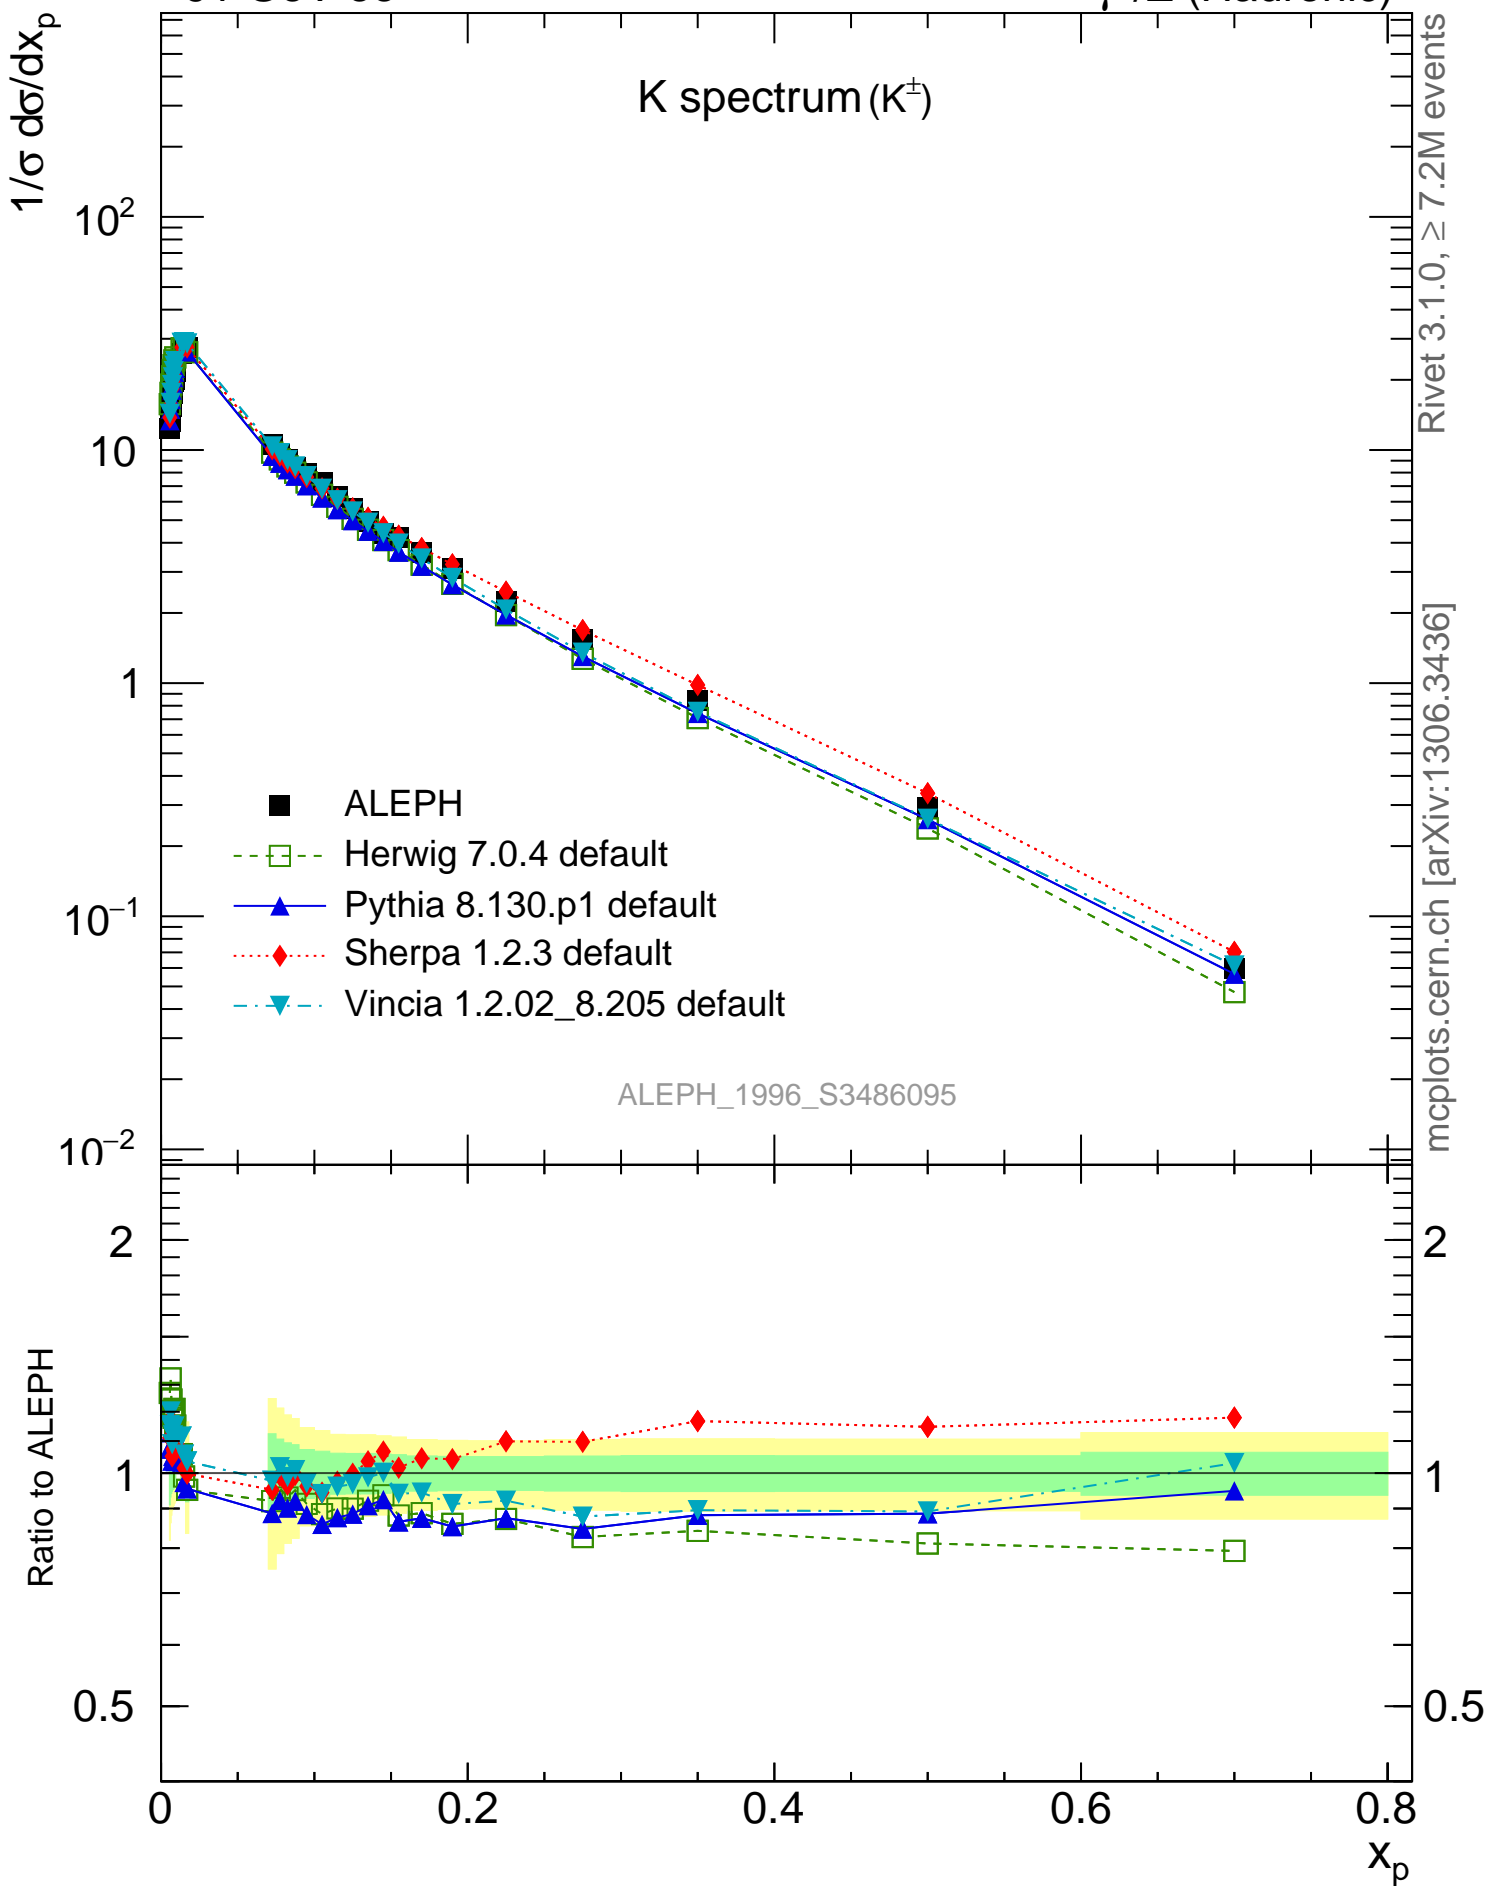 1/σ dσ/dx_p
K spectrum (K^±)
10^2
10
1
10^−1
10^−2
ALEPH
Herwig 7.0.4 default
Pythia 8.130.p1 default
Sherpa 1.2.3 default
Vincia 1.2.02_8.205 default
ALEPH_1996_S3486095
Rivet 3.1.0, ≥ 7.2M events
mcplots.cern.ch [arXiv:1306.3436]
Ratio to ALEPH
2
1
0.5
2
1
0.5
0
0.2
0.4
0.6
0.8
x_p